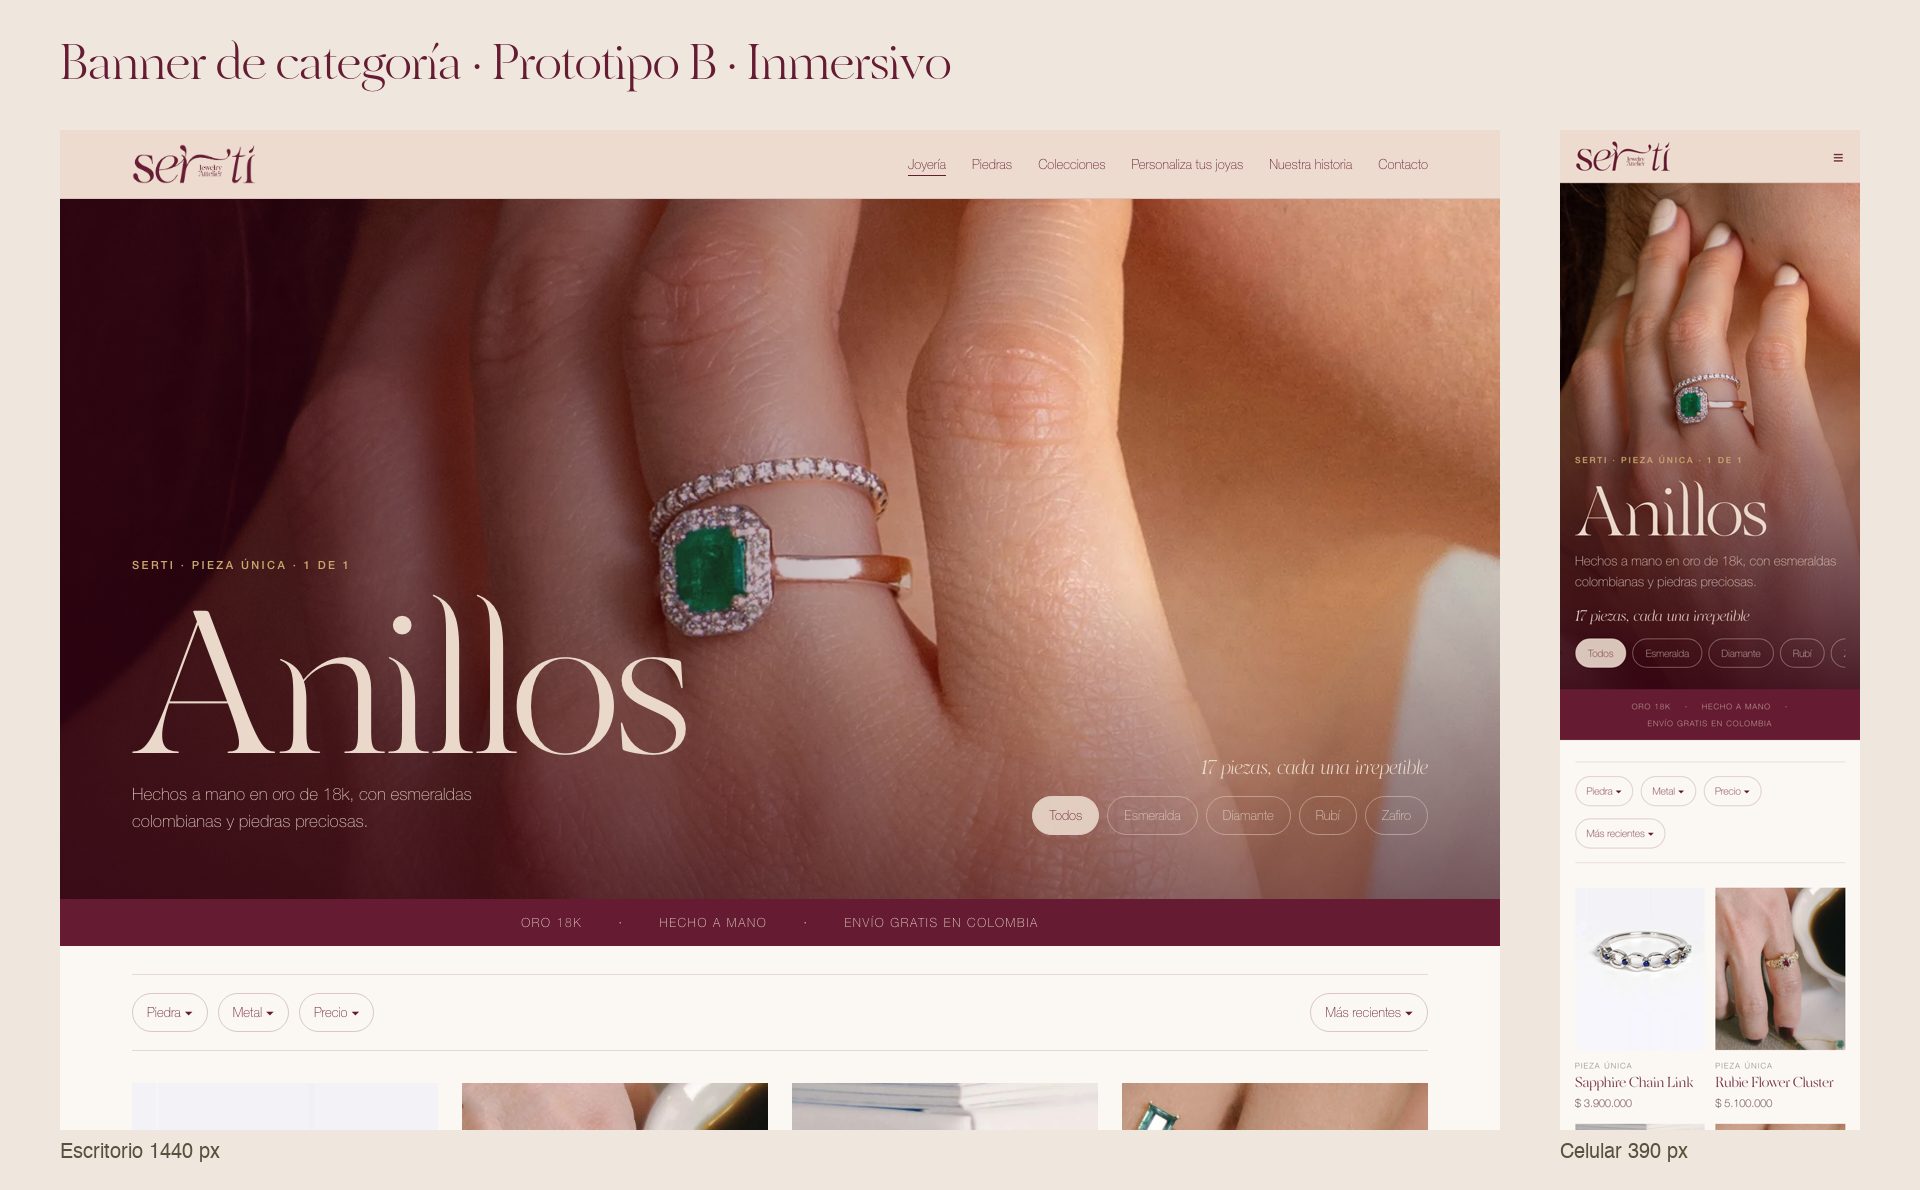 Banner de categoría · Prototipo B · Inmersivo
serti
Jewelry
Attelier
Joyería
Piedras
Colecciones
Personaliza tus joyas
Nuestra historia
Contacto
SERTI · PIEZA ÚNICA · 1 DE 1
Anillos
Hechos a mano en oro de 18k, con esmeraldas
colombianas y piedras preciosas.
17 piezas, cada una irrepetible
Todos
Esmeralda
Diamante
Rubí
Zafiro
ORO 18K · HECHO A MANO · ENVÍO GRATIS EN COLOMBIA
Piedra
Metal
Precio
Más recientes
Escritorio 1440 px
serti
Jewelry
Attelier
SERTI · PIEZA ÚNICA · 1 DE 1
Anillos
Hechos a mano en oro de 18k, con esmeraldas
colombianas y piedras preciosas.
17 piezas, cada una irrepetible
Todos
Esmeralda
Diamante
Rubí
ORO 18K · HECHO A MANO ·
ENVÍO GRATIS EN COLOMBIA
Piedra
Metal
Precio
Más recientes
PIEZA ÚNICA
Sapphire Chain Link
$ 3.900.000
PIEZA ÚNICA
Rubie Flower Cluster
$ 5.100.000
Celular 390 px